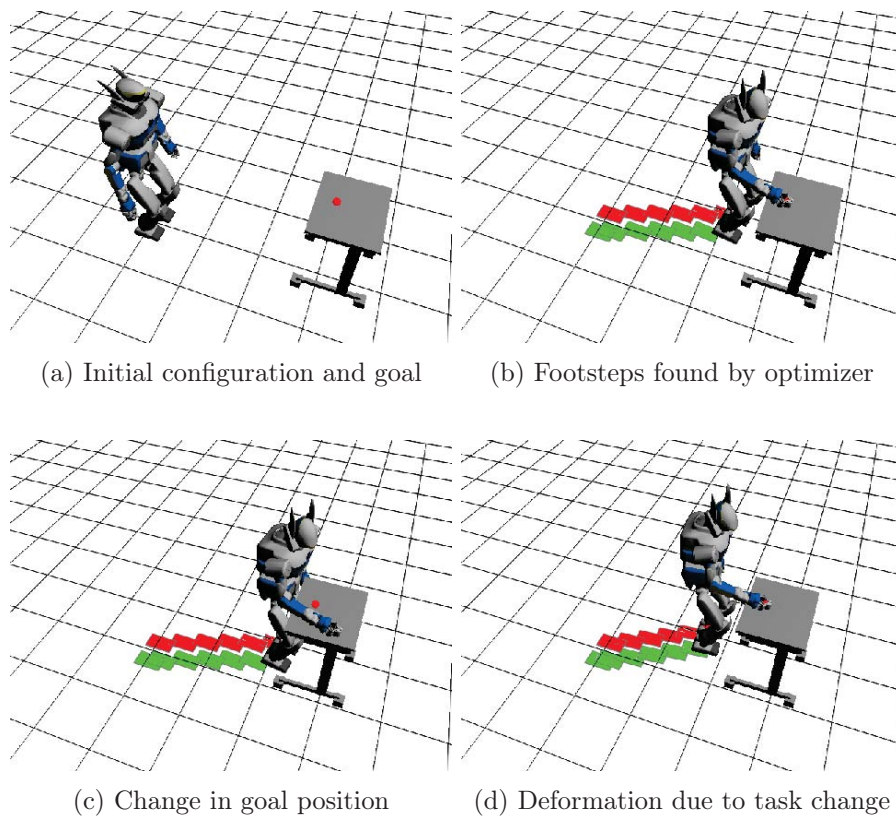 (a) Initial configuration and goal
(b) Footsteps found by optimizer
(c) Change in goal position
(d) Deformation due to task change